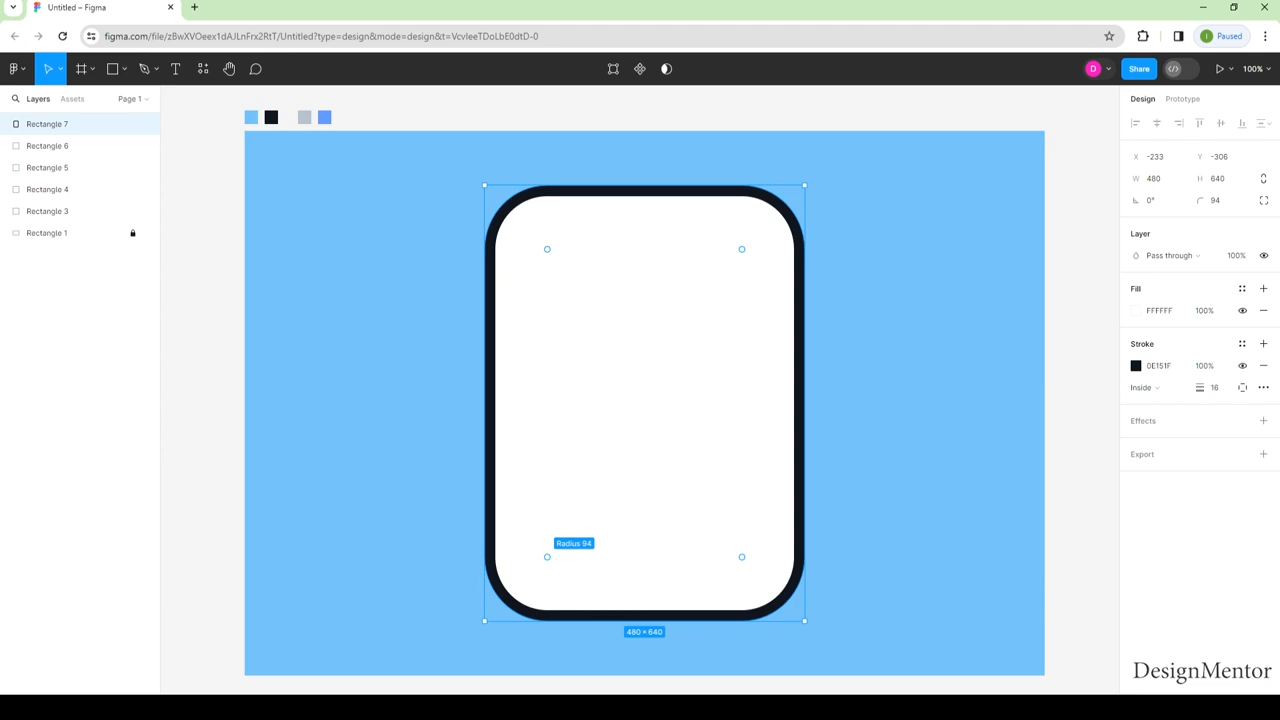 Untitled – Figma
figma.com/file/zBwXVOeex1dAJLnFrx2RtT/Untitled?type=design&mode=design&t=VcvIeeTDoLbE0dtD-0
I Paused
D Share 100%
Layers Assets Page 1
Rectangle 7
Rectangle 6
Rectangle 5
Rectangle 4
Rectangle 3
Rectangle 1
Radius 94
480 × 640
Design Prototype
X -233 Y -306
W 480 H 640
0° 94
Layer
Pass through 100%
Fill
FFFFFF 100%
Stroke
0E151F 100%
Inside 16
Effects
Export
DesignMentor